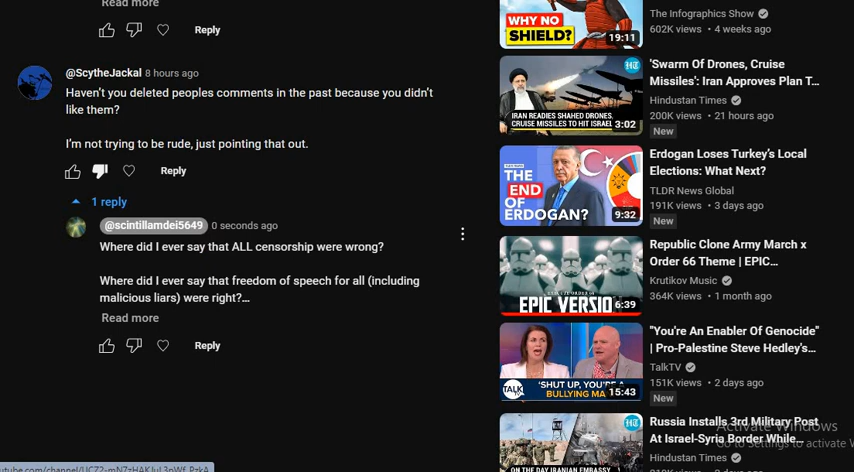 Read more
Reply
@ScytheJackal 8 hours ago
Haven't you deleted peoples comments in the past because you didn't
like them?
I'm not trying to be rude, just pointing that out.
Reply
1 reply
@scintillamdei5649 0 seconds ago
Where did I ever say that ALL censorship were wrong?
Where did I ever say that freedom of speech for all (including
malicious liars) were right?...
Read more
Reply
WHY NO
SHIELD?
19:11
The Infographics Show
602K views • 4 weeks ago
HT
IRAN READIES SHAHED DRONES,
CRUISE MISSILES TO HIT ISRAEL
3:02
'Swarm Of Drones, Cruise
Missiles': Iran Approves Plan T...
Hindustan Times
200K views • 21 hours ago
New
THE
END
OF
ERDOGAN?
9:32
Erdogan Loses Turkey's Local
Elections: What Next?
TLDR News Global
191K views • 3 days ago
New
EPIC VERSIO
6:39
Republic Clone Army March x
Order 66 Theme | EPIC...
Krutikov Music
364K views • 1 month ago
TALK
'SHUT UP, YOU'RE A
BULLYING MA
15:43
"You're An Enabler Of Genocide"
| Pro-Palestine Steve Hedley's...
TalkTV
151K views • 2 days ago
New
HT
ON THE DAY IRANIAN EMBASSY
Russia Installs 3rd Military Post
At Israel-Syria Border While...
Hindustan Times
Activate Windows
Go to Settings to activate W